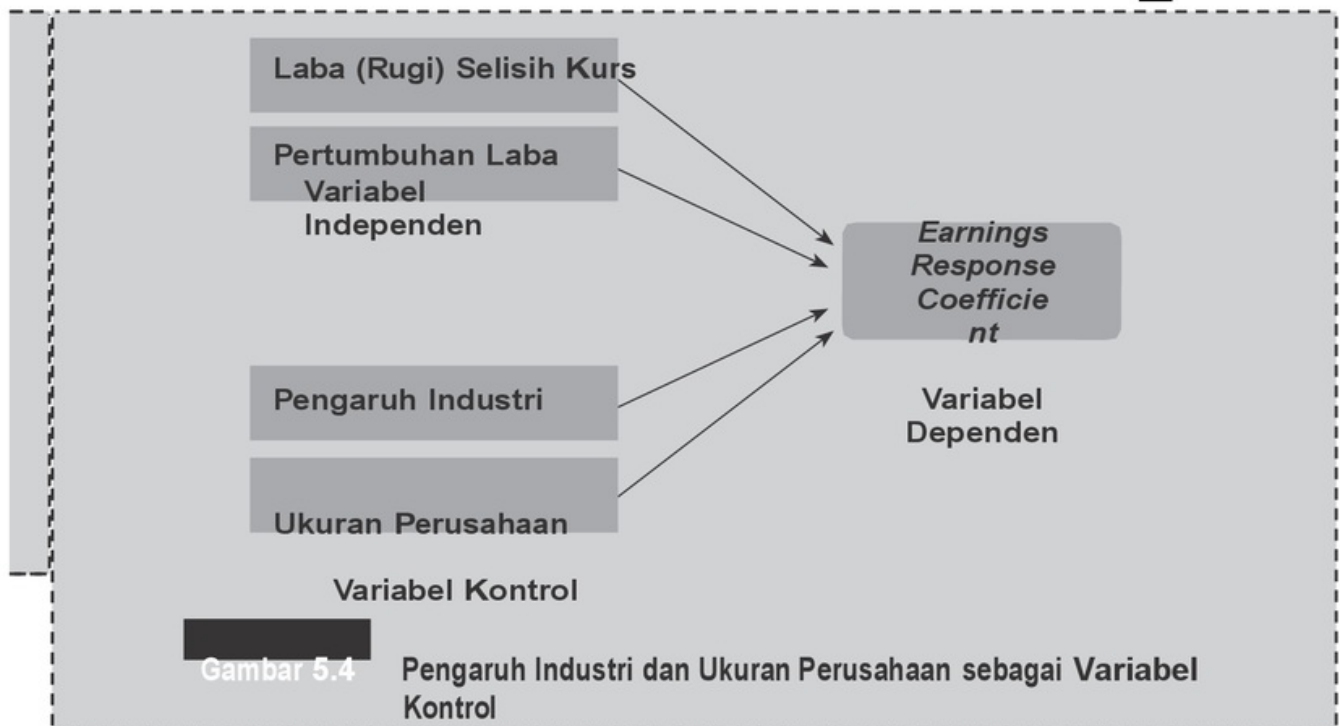 Laba (Rugi) Selisih Kurs
Pertumbuhan Laba
Variabel
Independen
Earnings
Response
Coefficie
nt
Variabel
Dependen
Pengaruh Industri
Ukuran Perusahaan
Variabel Kontrol
Gambar 5.4 Pengaruh Industri dan Ukuran Perusahaan sebagai Variabel
Kontrol